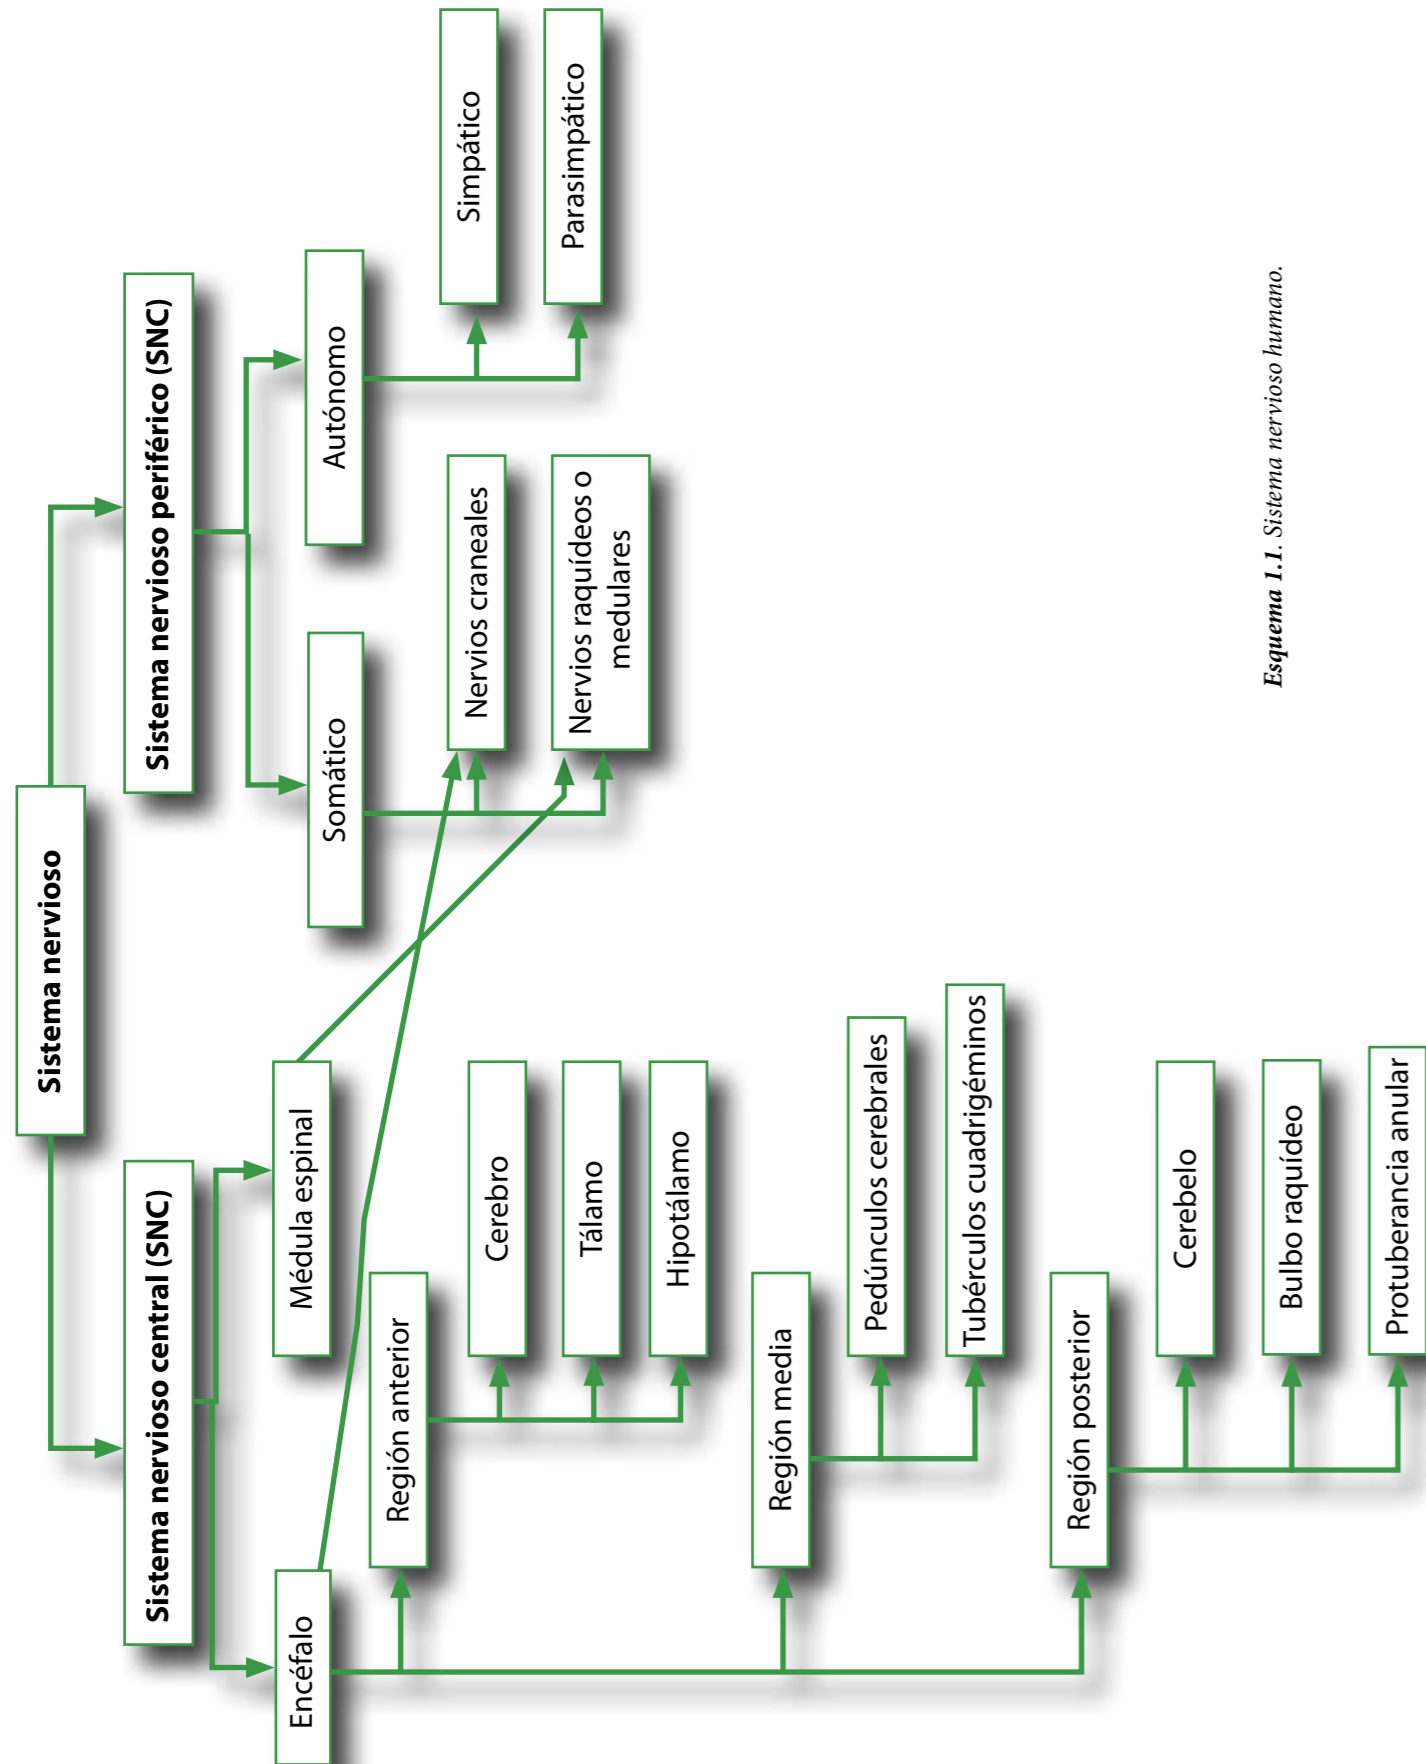 Sistema nervioso
Sistema nervioso central (SNC)
Sistema nervioso periférico (SNC)
Encéfalo
Médula espinal
Somático
Autónomo
Región anterior
Cerebro
Tálamo
Hipotálamo
Región media
Pedúnculos cerebrales
Tubérculos cuadrigéminos
Región posterior
Cerebelo
Bulbo raquídeo
Protuberancia anular
Nervios craneales
Nervios raquídeos o
medulares
Simpático
Parasimpático
Esquema 1.1. Sistema nervioso humano.